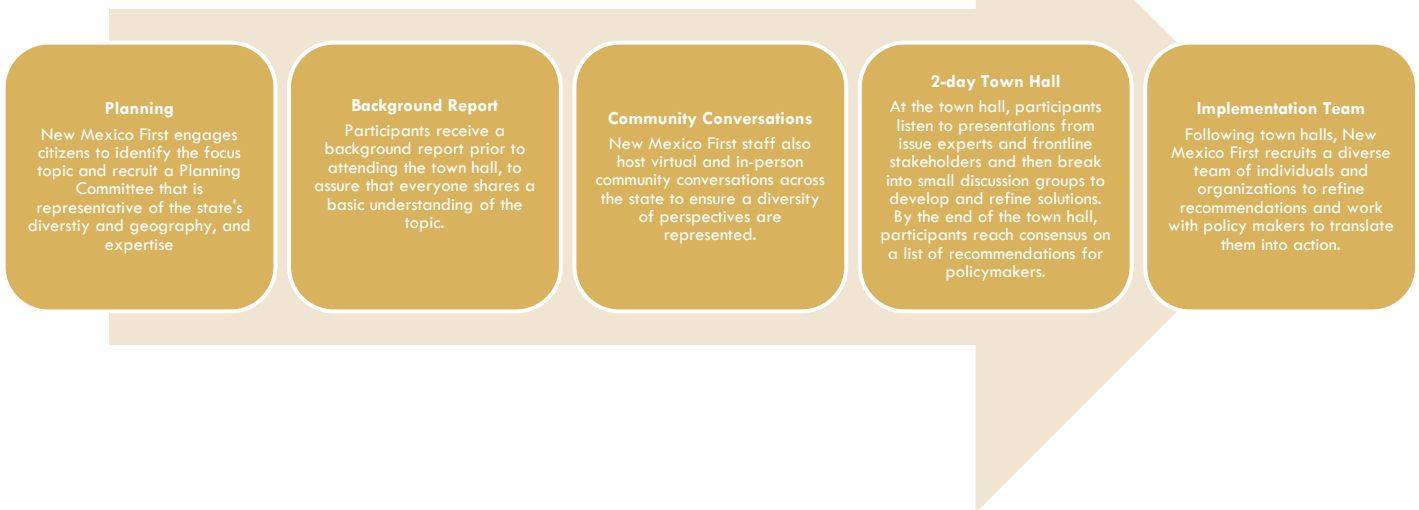 Planning
New Mexico First engages
citizens to identify the focus
topic and recruit a Planning
Committee that is
representative of the state's
diverstiy and geography, and
expertise
Background Report
Participants receive a
background report prior to
attending the town hall, to
assure that everyone shares a
basic understanding of the
topic.
Community Conversations
New Mexico First staff also
host virtual and in-person
community conversations across
the state to ensure a diversity
of perspectives are
represented.
2-day Town Hall
At the town hall, participants
listen to presentations from
issue experts and frontline
stakeholders and then break
into small discussion groups to
develop and refine solutions.
By the end of the town hall,
participants reach consensus on
a list of recommendations for
policymakers.
Implementation Team
Following town halls, New
Mexico First recruits a diverse
team of individuals and
organizations to refine
recommendations and work
with policy makers to translate
them into action.